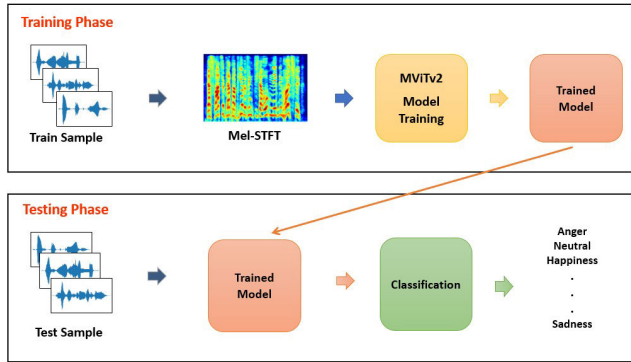 Training Phase
Train Sample
Mel-STFT
MViTv2
Model
Training
Trained
Model
Testing Phase
Test Sample
Trained
Model
Classification
Anger
Neutral
Happiness
.
.
.
Sadness